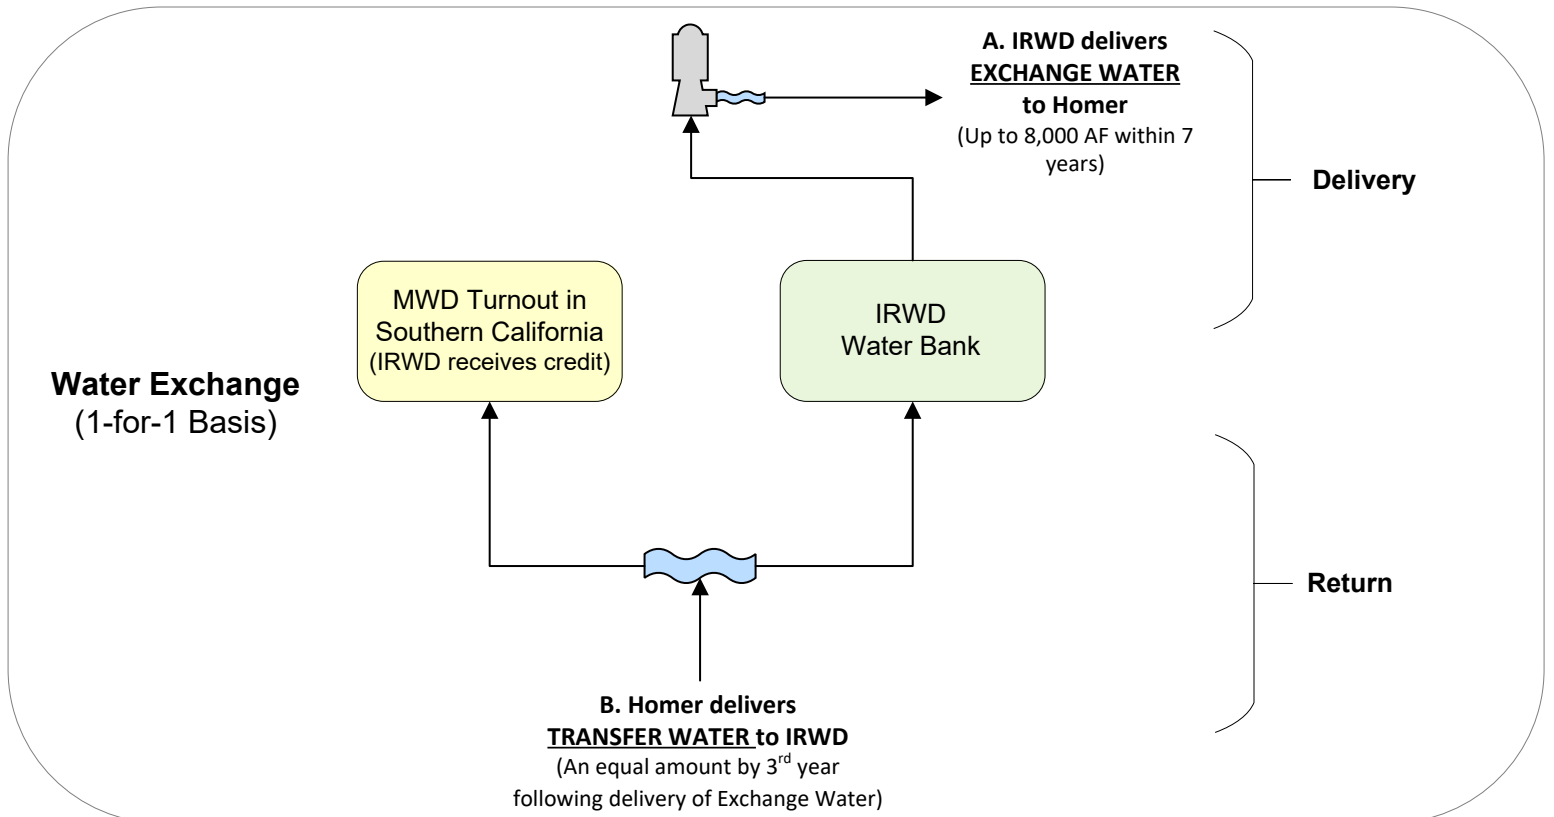 A. IRWD delivers
EXCHANGE WATER
to Homer
(Up to 8,000 AF within 7
years)
Delivery
MWD Turnout in
Southern California
(IRWD receives credit)
IRWD
Water Bank
Water Exchange
(1-for-1 Basis)
Return
B. Homer delivers
TRANSFER WATER to IRWD
(An equal amount by 3rd year
following delivery of Exchange Water)